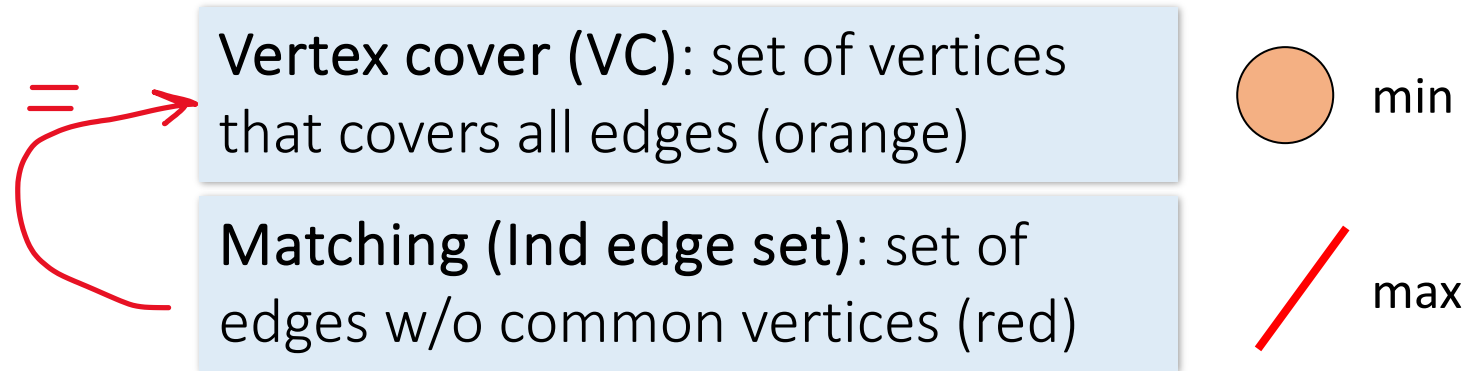 =
Vertex cover (VC): set of vertices
that covers all edges (orange)
min
Matching (Ind edge set): set of
edges w/o common vertices (red)
max